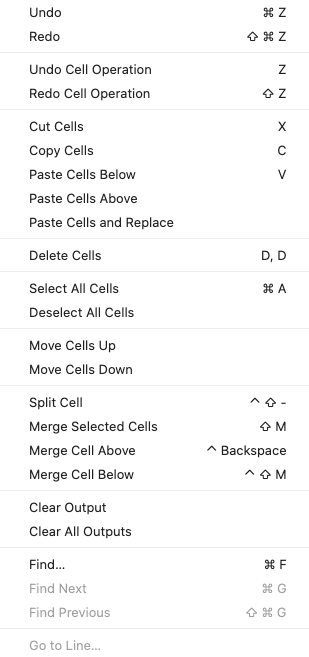 Undo ⌘ Z
Redo ⇧ ⌘ Z
Undo Cell Operation Z
Redo Cell Operation ⇧ Z
Cut Cells X
Copy Cells C
Paste Cells Below V
Paste Cells Above
Paste Cells and Replace
Delete Cells D, D
Select All Cells ⌘ A
Deselect All Cells
Move Cells Up
Move Cells Down
Split Cell ^ ⇧ -
Merge Selected Cells ⇧ M
Merge Cell Above ^ Backspace
Merge Cell Below ^ ⇧ M
Clear Output
Clear All Outputs
Find... ⌘ F
Find Next ⌘ G
Find Previous ⇧ ⌘ G
Go to Line...